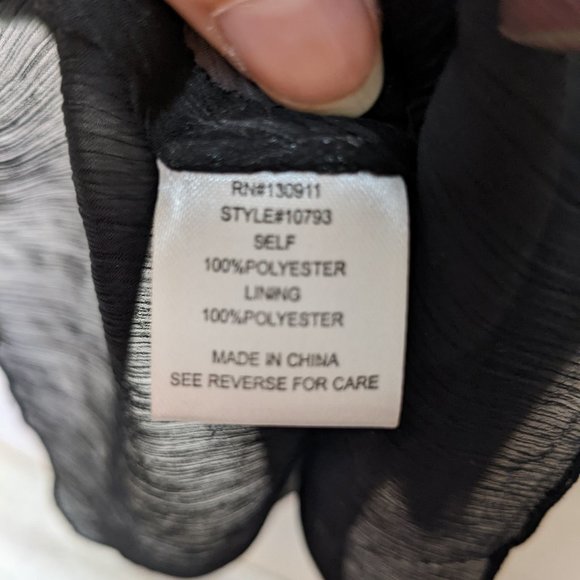 RN#130911
STYLE#10793
SELF
100%POLYESTER
LINING
100%POLYESTER
MADE IN CHINA
SEE REVERSE FOR CARE